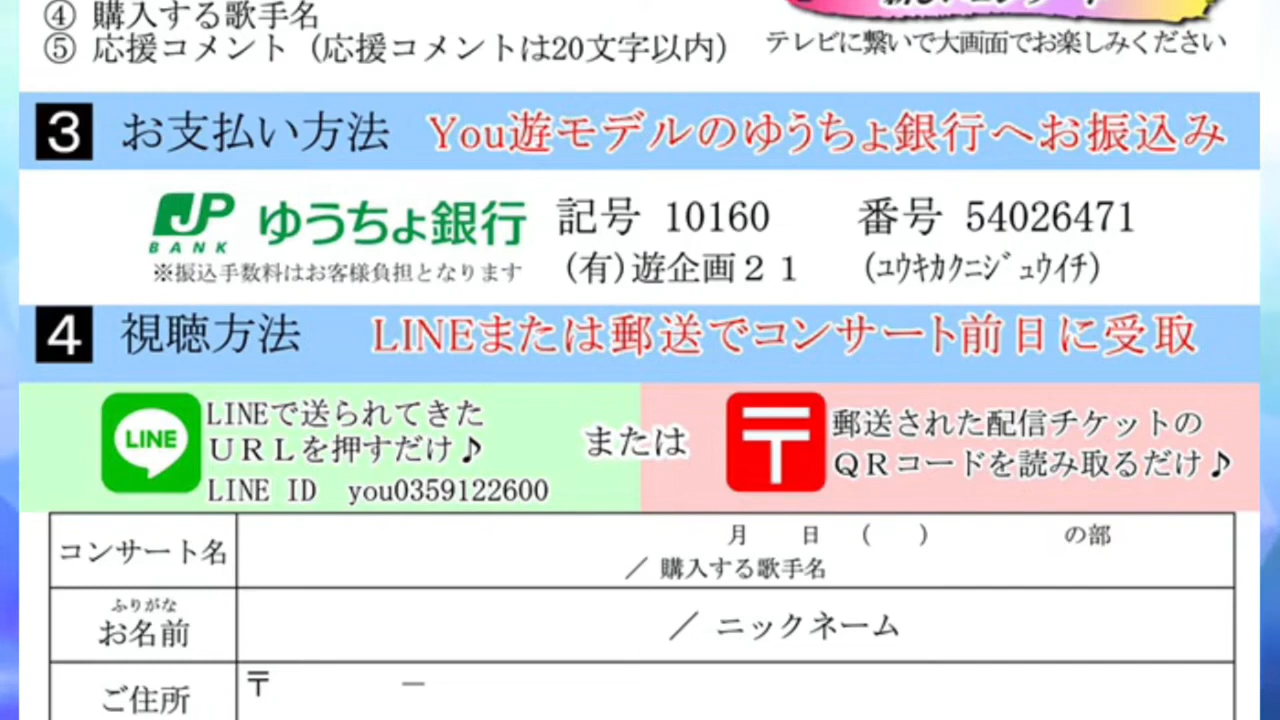 ④ 購入する歌手名
⑤ 応援コメント（応援コメントは20文字以内）
テレビに繋いで大画面でお楽しみください
3 お支払い方法 You遊モデルのゆうちょ銀行へお振込み
JP BANK ゆうちょ銀行 記号 10160 番号 54026471
※振込手数料はお客様負担となります (有)遊企画２１ (ﾕｳｷｶｸﾆｼﾞｭｳｲﾁ)
4 視聴方法 LINEまたは郵送でコンサート前日に受取
LINE
LINEで送られてきた
ＵＲＬを押すだけ♪
LINE ID you0359122600
または
〒
郵送された配信チケットの
ＱＲコードを読み取るだけ♪
コンサート名 月 日 （ ） の部
／ 購入する歌手名
ふりがな
お名前 ／ ニックネーム
ご住所 〒 －